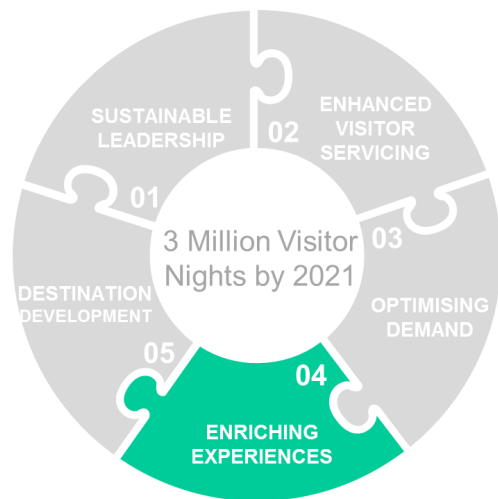 SUSTAINABLE
LEADERSHIP
01
02
ENHANCED
VISITOR
SERVICING
03
OPTIMISING
DEMAND
04
ENRICHING
EXPERIENCES
05
DESTINATION
DEVELOPMENT
3 Million Visitor
Nights by 2021